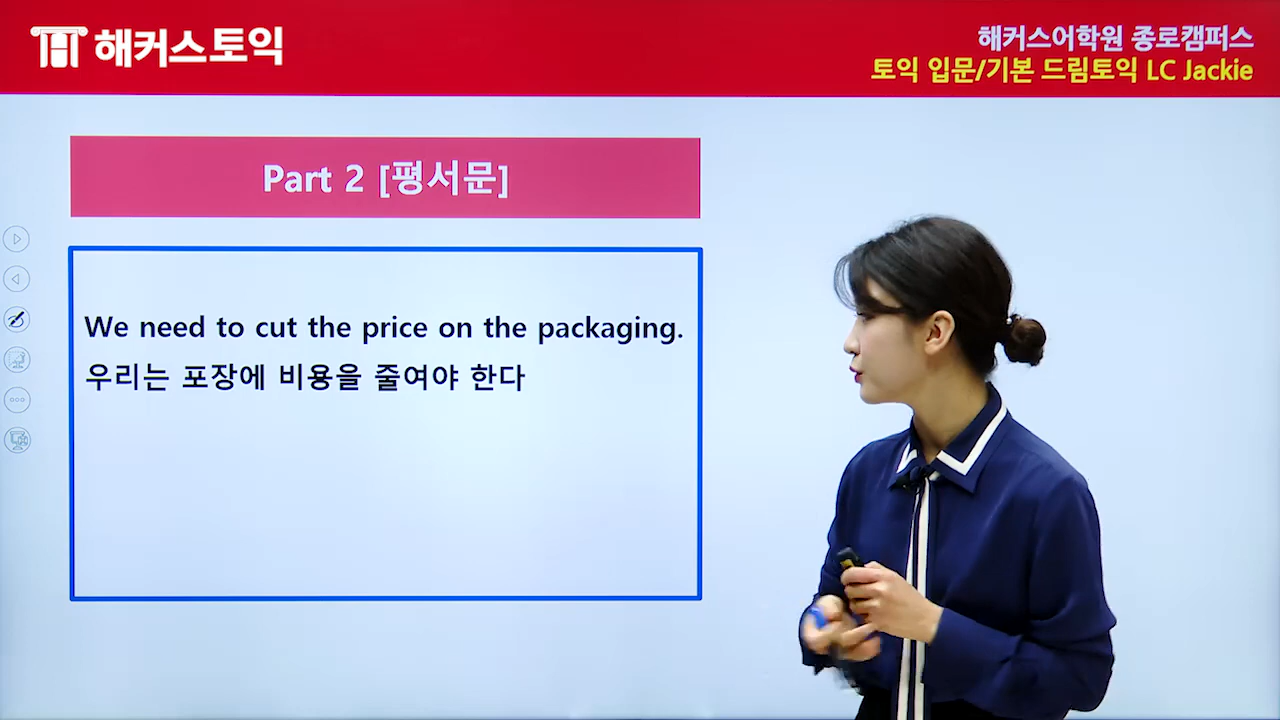 해커스토익
해커스어학원 종로캠퍼스
토익 입문/기본 드림토익 LC Jackie
Part 2 [평서문]
We need to cut the price on the packaging.
우리는 포장에 비용을 줄여야 한다